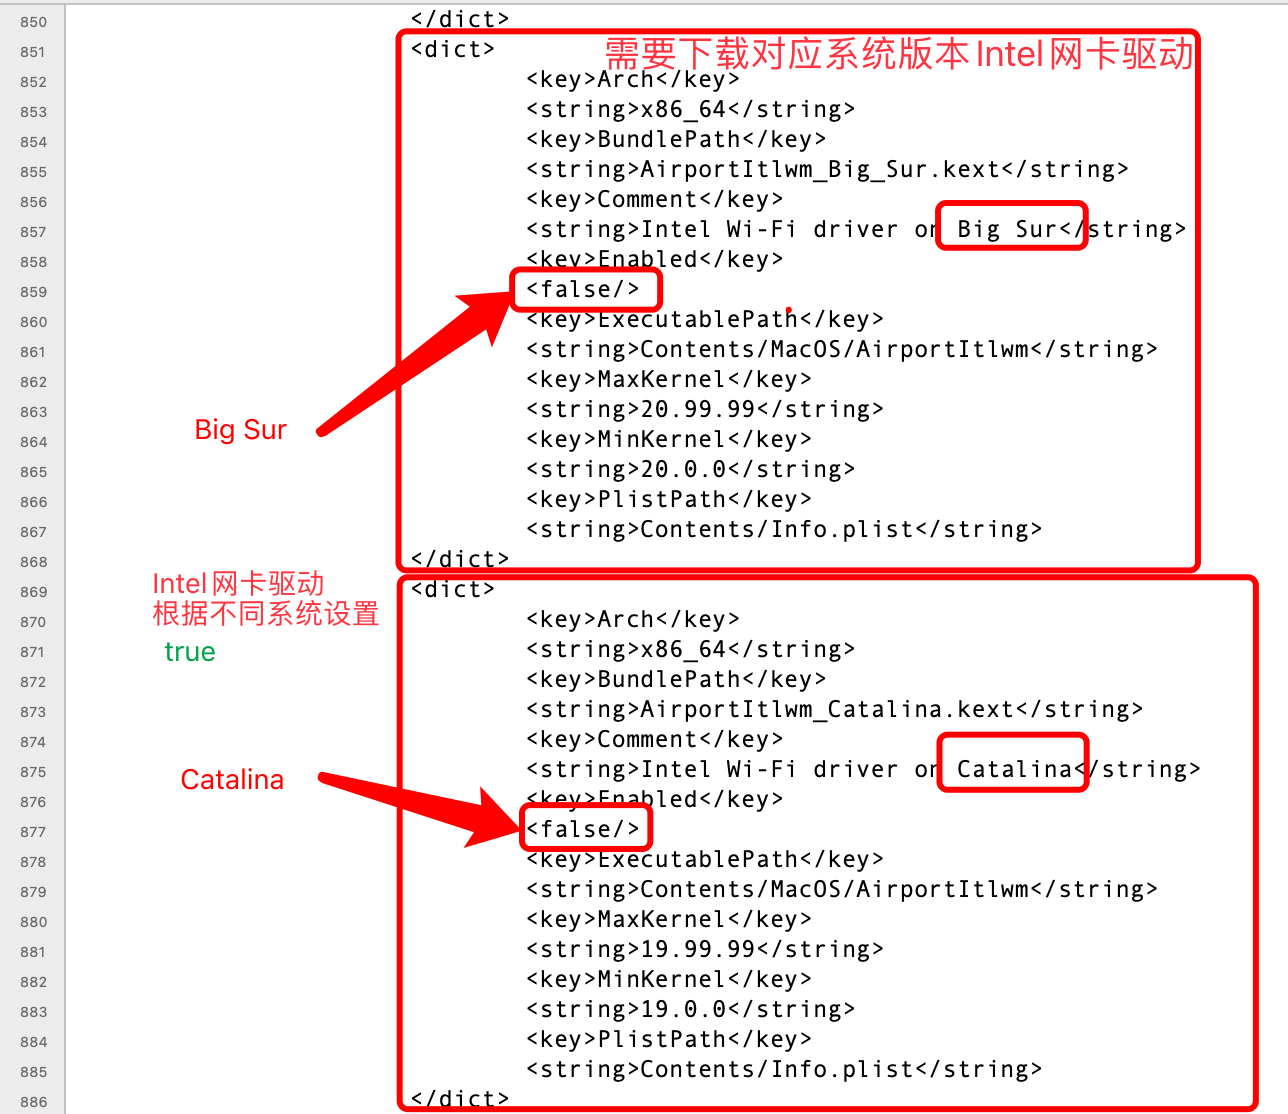 850 </dict>
851 <dict>
需要下载对应系统版本Intel网卡驱动
852 <key>Arch</key>
853 <string>x86_64</string>
854 <key>BundlePath</key>
855 <string>AirportItlwm_Big_Sur.kext</string>
856 <key>Comment</key>
857 <string>Intel Wi-Fi driver on Big Sur</string>
858 <key>Enabled</key>
859 <false/>
860 <key>ExecutablePath</key>
861 <string>Contents/MacOS/AirportItlwm</string>
862 <key>MaxKernel</key>
863 <string>20.99.99</string>
Big Sur
864 <key>MinKernel</key>
865 <string>20.0.0</string>
866 <key>PlistPath</key>
867 <string>Contents/Info.plist</string>
868 </dict>
Intel网卡驱动
869 <dict>
根据不同系统设置
870 <key>Arch</key>
true
871 <string>x86_64</string>
872 <key>BundlePath</key>
873 <string>AirportItlwm_Catalina.kext</string>
874 <key>Comment</key>
875 <string>Intel Wi-Fi driver on Catalina</string>
Catalina
876 <key>Enabled</key>
877 <false/>
878 <key>ExecutablePath</key>
879 <string>Contents/MacOS/AirportItlwm</string>
880 <key>MaxKernel</key>
881 <string>19.99.99</string>
882 <key>MinKernel</key>
883 <string>19.0.0</string>
884 <key>PlistPath</key>
885 <string>Contents/Info.plist</string>
886 </dict>